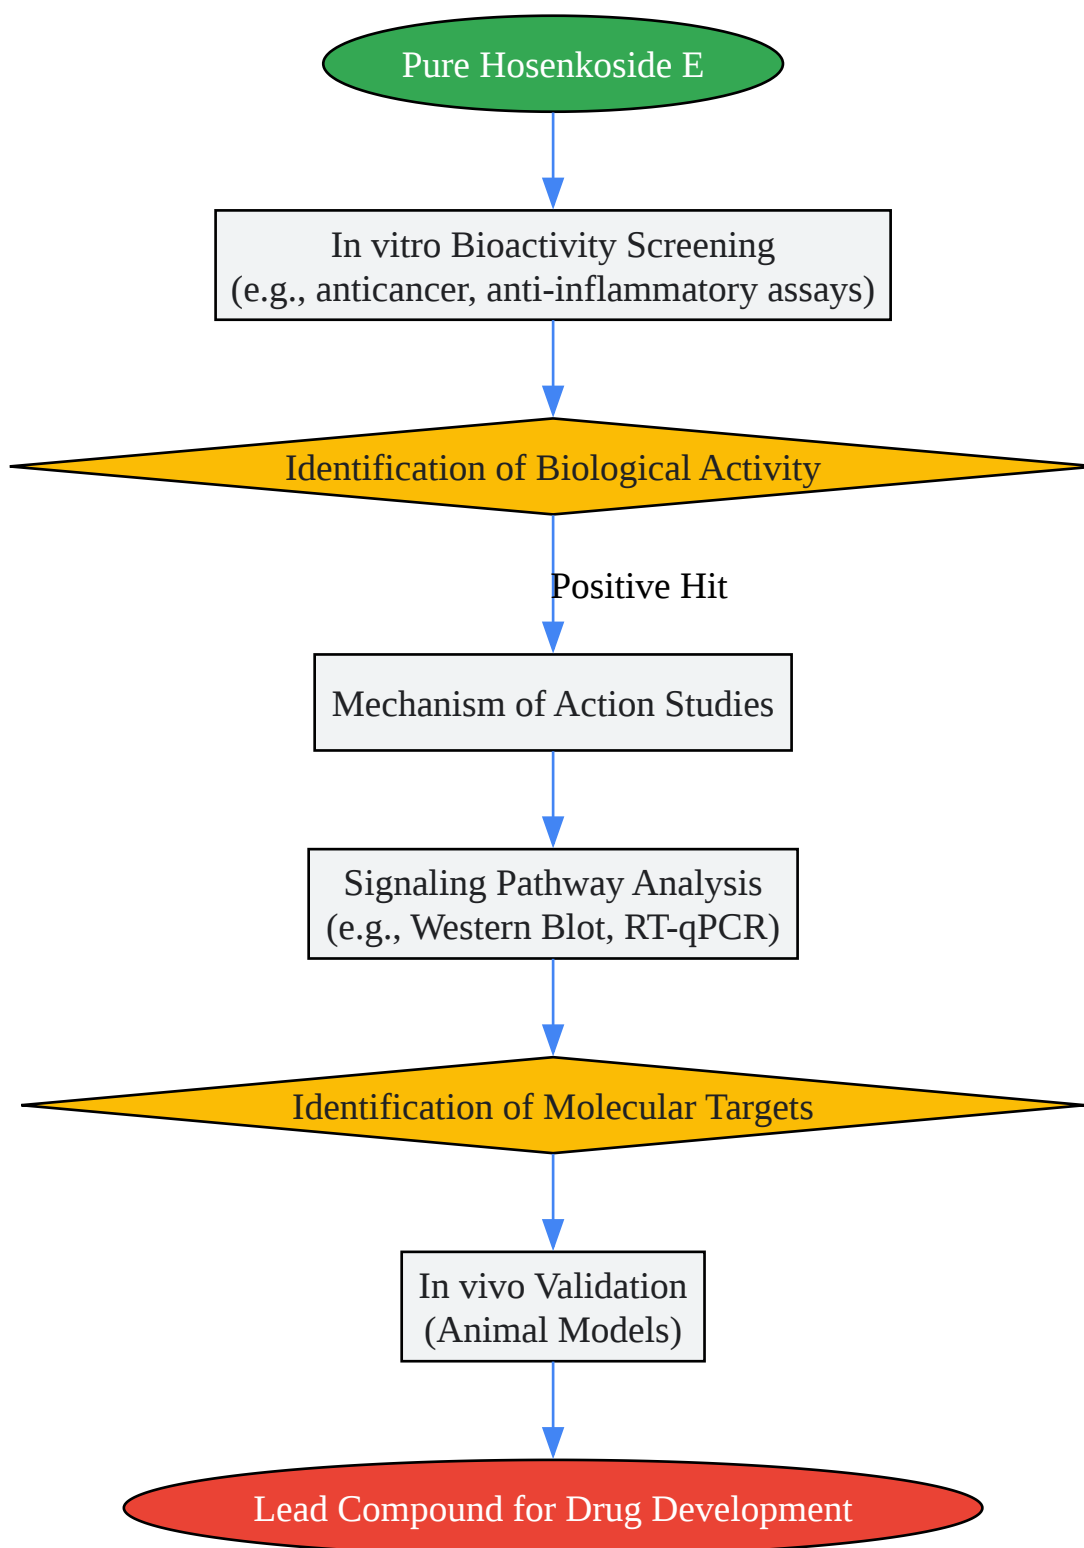 Pure Hosenkoside E
In vitro Bioactivity Screening
(e.g., anticancer, anti-inflammatory assays)
Identification of Biological Activity
Positive Hit
Mechanism of Action Studies
Signaling Pathway Analysis
(e.g., Western Blot, RT-qPCR)
Identification of Molecular Targets
In vivo Validation
(Animal Models)
Lead Compound for Drug Development